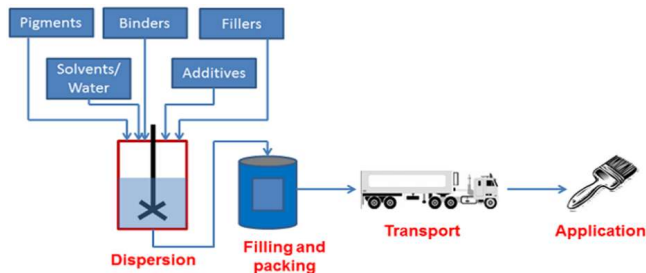 Pigments
Binders
Fillers
Solvents/
Water
Additives
Dispersion
Filling and
packing
Transport
Application